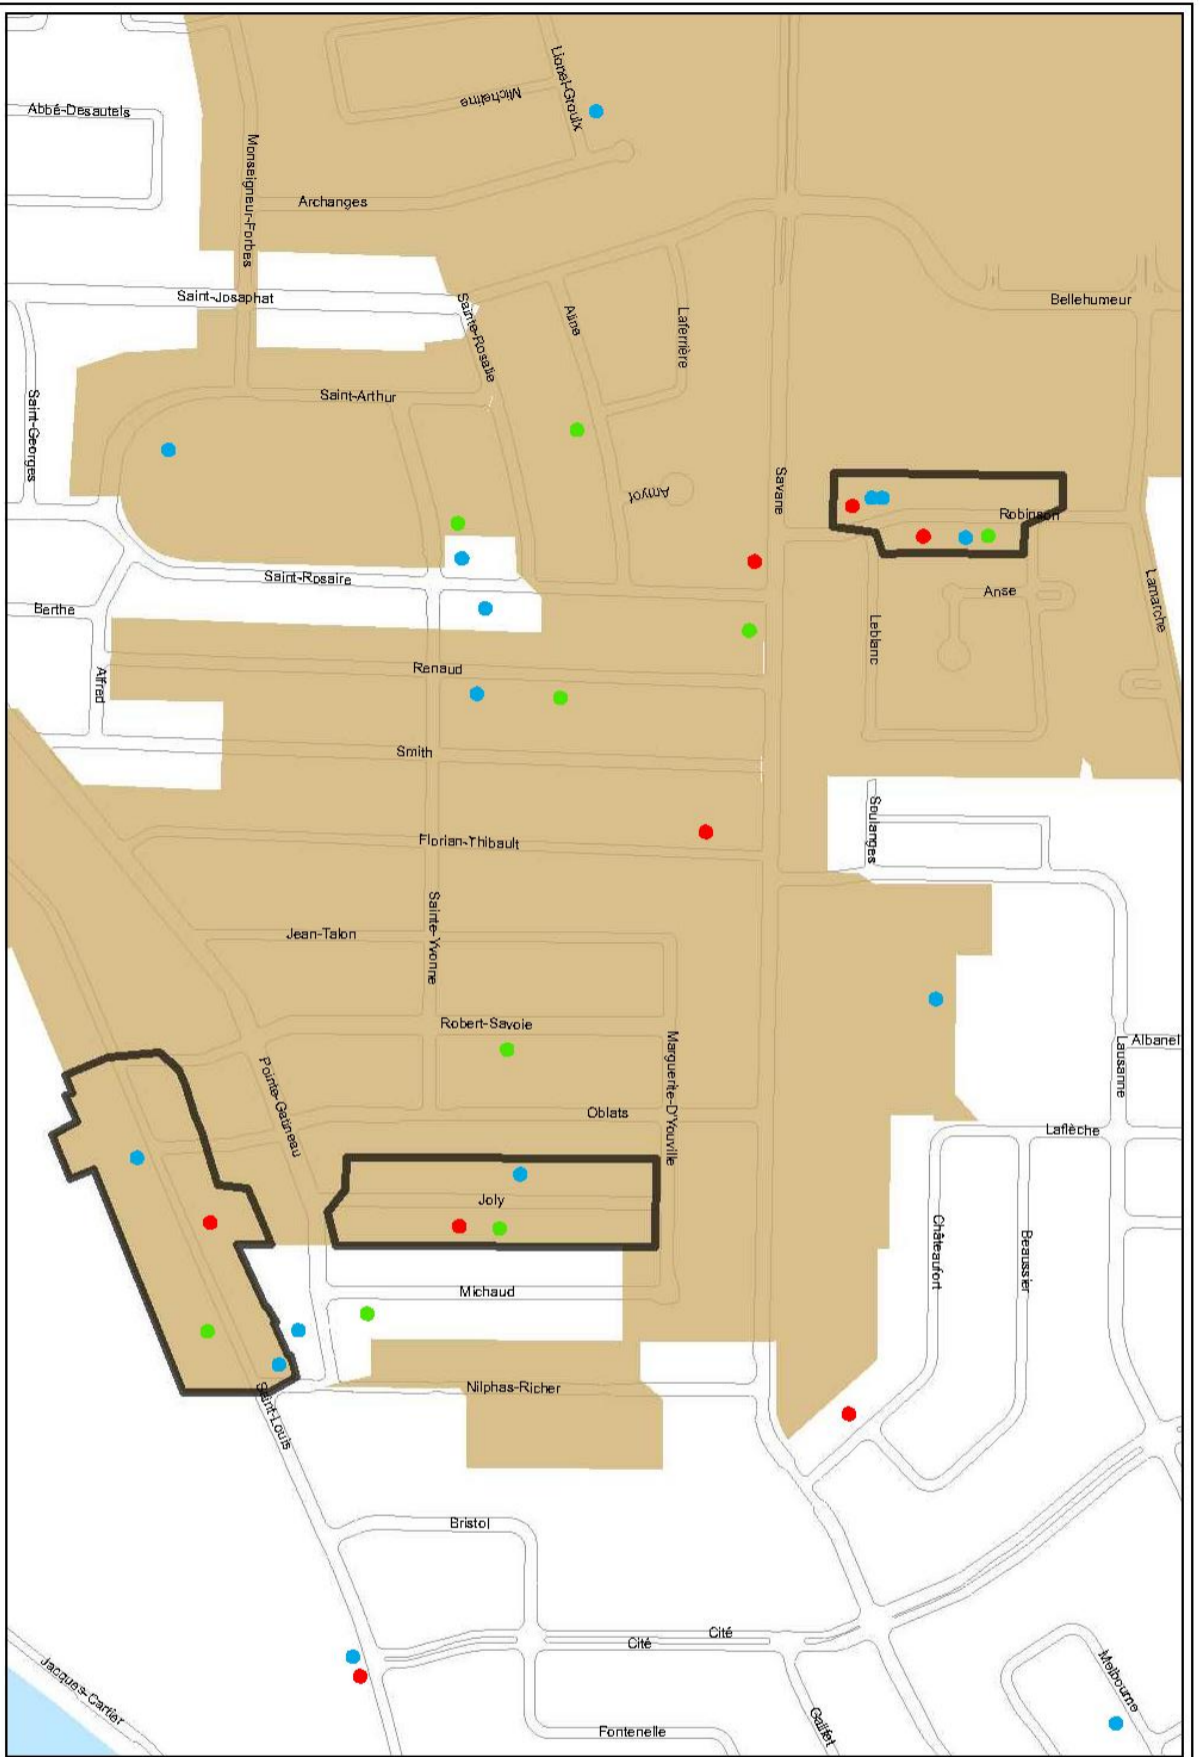 Lionel-Groulx
Micheline
Abbé-Desautels
Monseigneur-Forbes
Archanges
Saint-Josaphat
Bellehumeur
Sainte-Rosalie
Aline
Laferrière
Saint-Georges
Saint-Arthur
Savane
Amyot
Robinson
Saint-Rosaire
Anse
Lamarche
Berthe
Leblanc
Alfred
Renaud
Smith
Soulanges
Florian-Thibault
Sainte-Yvonne
Jean-Talon
Robert-Savoie
Marguerite-D'Youville
Lausanne
Albanel
Pointe-Gatineau
Oblats
Laflèche
Joly
Châteaufort
Beaussier
Michaud
Nilphas-Richer
Saint-Louis
Bristol
Cité
Cité
Jacques-Cartier
Melbourne
Galifet
Fontenelle